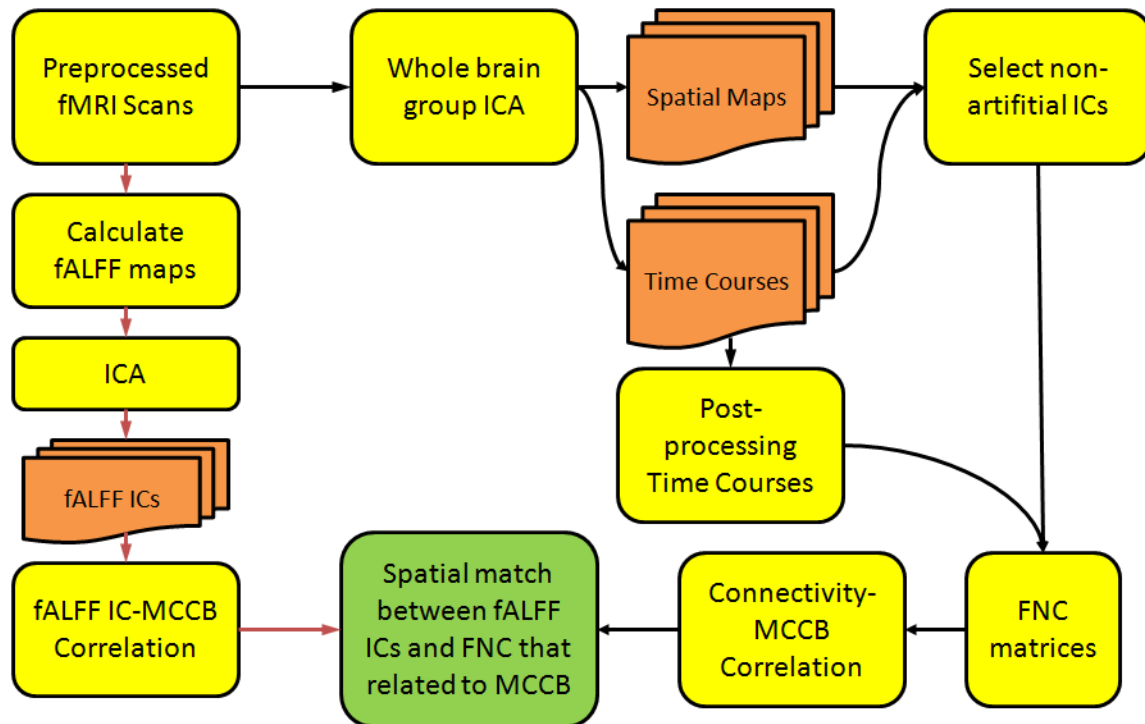 Preprocessed
fMRI Scans
Whole brain
group ICA
Spatial Maps
Select non-
artifitial ICs
Calculate
fALFF maps
Time Courses
ICA
Post-
processing
Time Courses
fALFF ICs
fALFF IC-MCCB
Correlation
Spatial match
between fALFF
ICs and FNC that
related to MCCB
Connectivity-
MCCB
Correlation
FNC
matrices